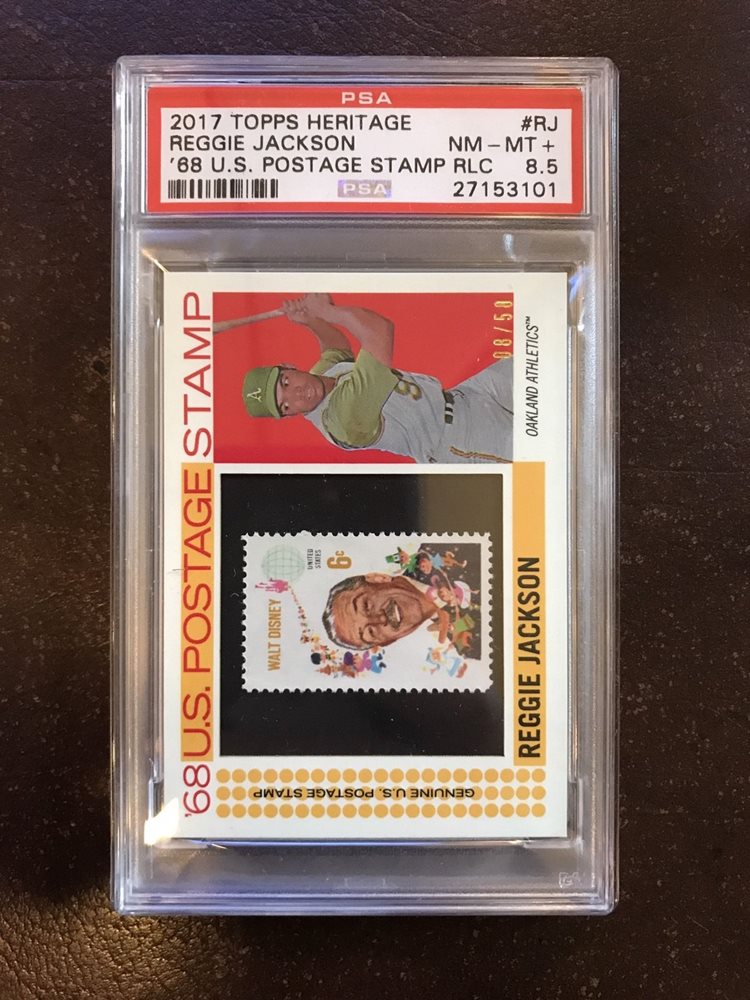 PSA
2017 TOPPS HERITAGE #RJ
REGGIE JACKSON NM - MT +
'68 U.S. POSTAGE STAMP RLC 8.5
PSA 27153101
'68 U.S. POSTAGE STAMP
A
08/50
OAKLAND ATHLETICS™
WALT DISNEY
UNITED
STATES
6c
REGGIE JACKSON
GENUINE U.S. POSTAGE STAMP